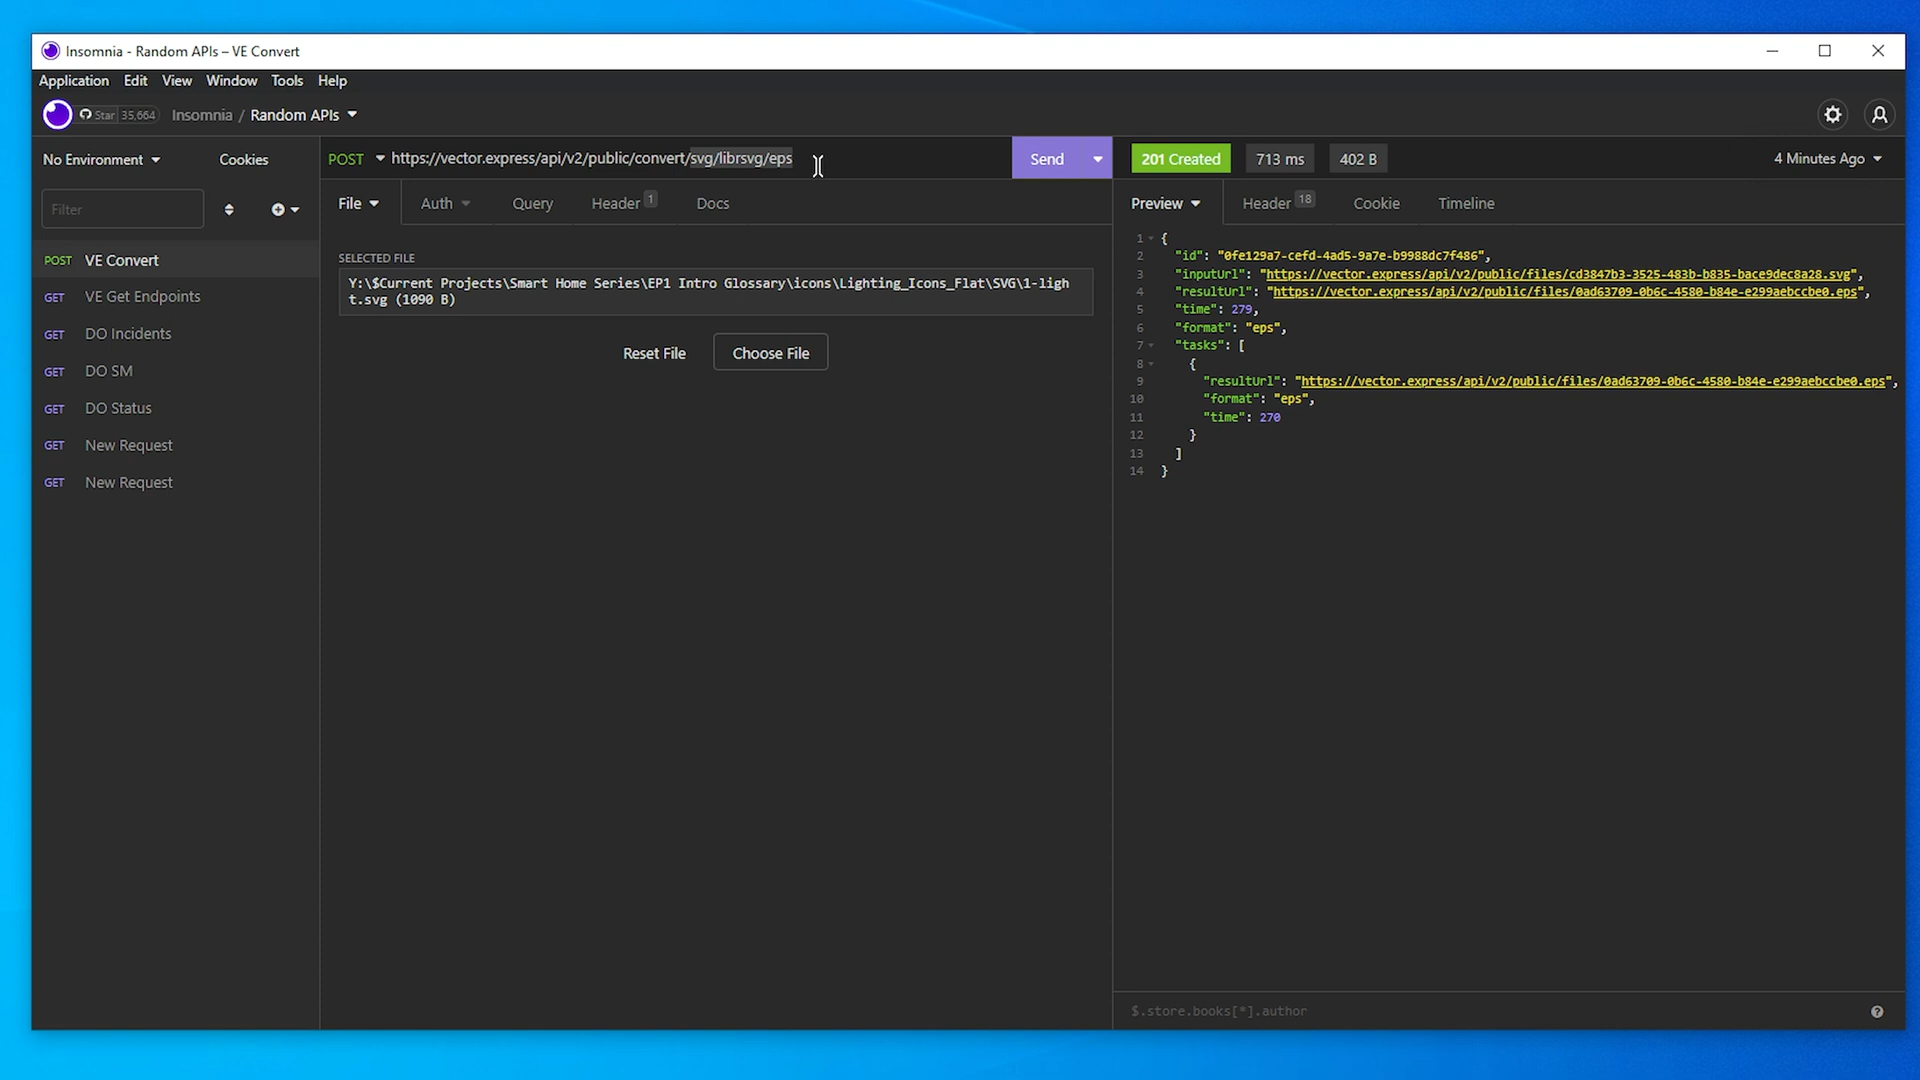 Insomnia - Random APIs – VE Convert
Application Edit View Window Tools Help
Star 35,664 Insomnia / Random APIs
No Environment Cookies
Filter
POST VE Convert
GET VE Get Endpoints
GET DO Incidents
GET DO SM
GET DO Status
GET New Request
GET New Request
POST https://vector.express/api/v2/public/convert/svg/librsvg/eps Send
File Auth Query Header 1 Docs
SELECTED FILE
Y:\$Current Projects\Smart Home Series\EP1 Intro Glossary\icons\Lighting_Icons_Flat\SVG\1-ligh
t.svg (1090 B)
Reset File Choose File
201 Created 713 ms 402 B 4 Minutes Ago
Preview Header 18 Cookie Timeline
1 {
2 "id": "0fe129a7-cefd-4ad5-9a7e-b9988dc7f486",
3 "inputUrl": "https://vector.express/api/v2/public/files/cd3847b3-3525-483b-b835-bace9dec8a28.svg",
4 "resultUrl": "https://vector.express/api/v2/public/files/0ad63709-0b6c-4580-b84e-e299aebccbe0.eps",
5 "time": 279,
6 "format": "eps",
7 "tasks": [
8 {
9 "resultUrl": "https://vector.express/api/v2/public/files/0ad63709-0b6c-4580-b84e-e299aebccbe0.eps",
10 "format": "eps",
11 "time": 270
12 }
13 ]
14 }
$.store.books[*].author